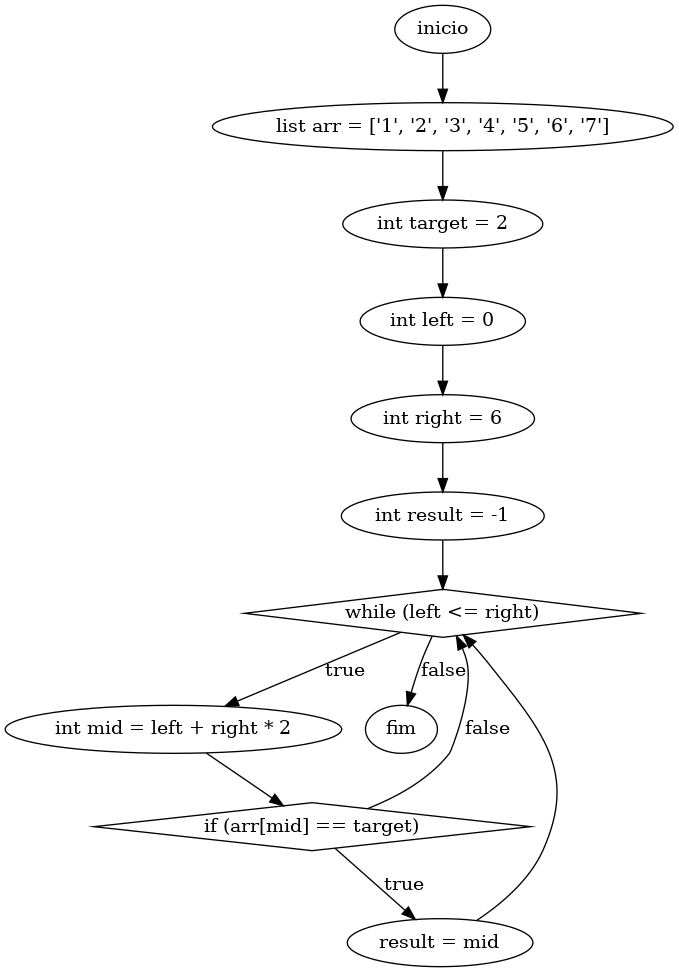 inicio
list arr = ['1', '2', '3', '4', '5', '6', '7']
int target = 2
int left = 0
int right = 6
int result = -1
while (left <= right)
true
false
int mid = left + right * 2
fim
false
if (arr[mid] == target)
true
result = mid